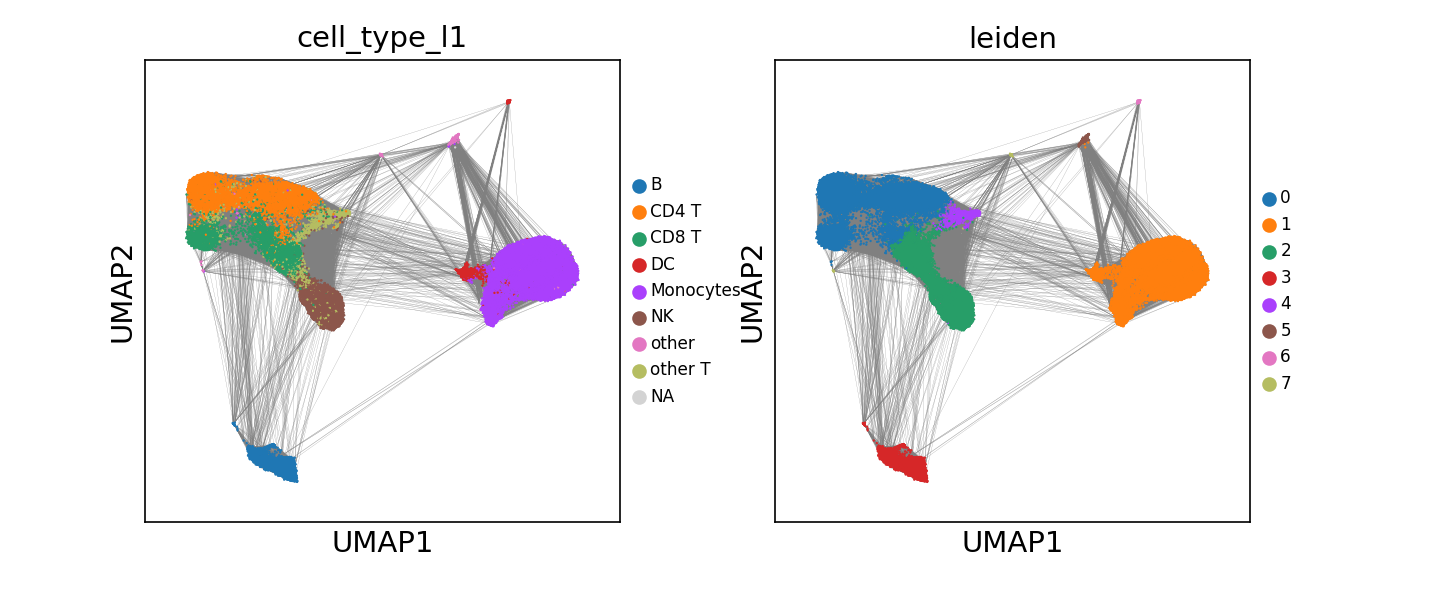 cell_type_l1
UMAP2
UMAP1
B
CD4 T
CD8 T
DC
Monocytes
NK
other
other T
NA
leiden
UMAP2
UMAP1
0
1
2
3
4
5
6
7